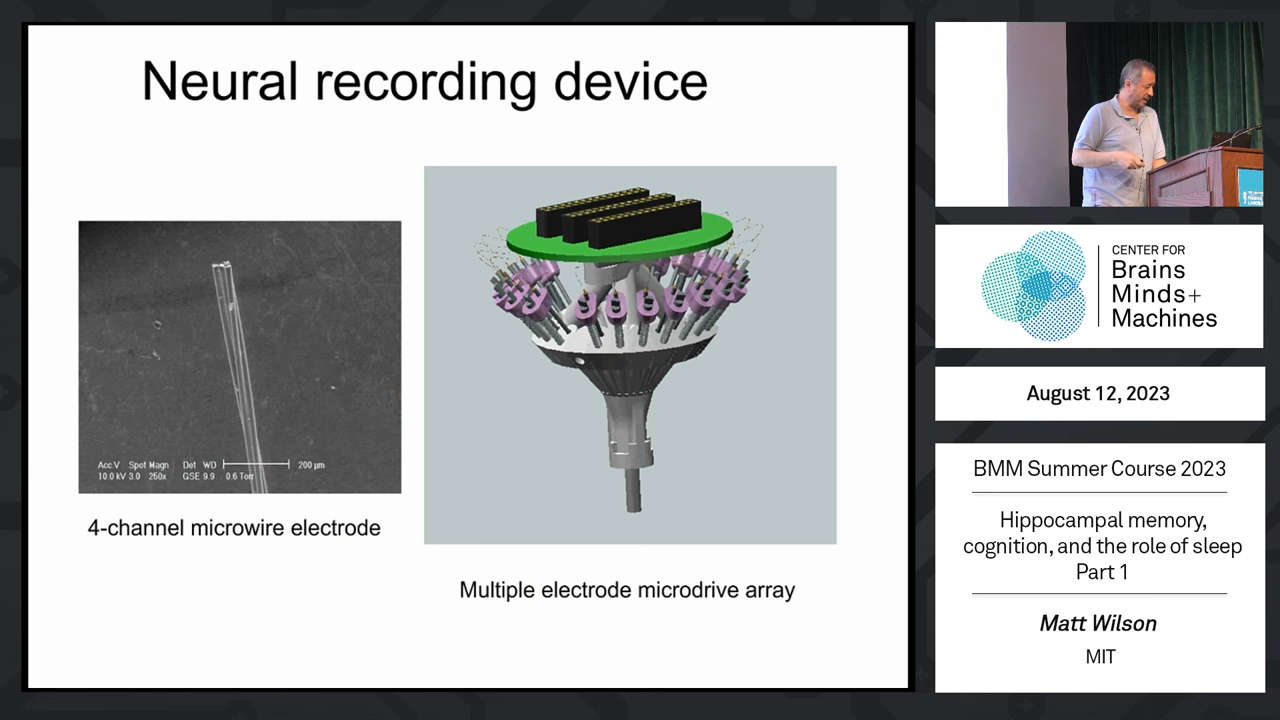 Neural recording device
Acc.V Spot Magn Det WD
200 µm
10.0 kV 3.0 250x GSE 9.9 0.6 Torr
4-channel microwire electrode
Multiple electrode microdrive array
CENTER FOR
Brains
Minds+
Machines
August 12, 2023
BMM Summer Course 2023
Hippocampal memory,
cognition, and the role of sleep
Part 1
Matt Wilson
MIT